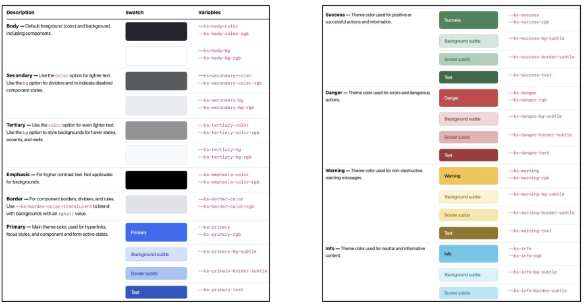 Description Swatch Variables
Body — Default foreground (color) and background,
including components.
--bs-body-color
--bs-body-color-rgb
--bs-body-bg
--bs-body-bg-rgb
Secondary — Use the color option for lighter text.
Use the bg option for dividers and to indicate disabled
component states.
--bs-secondary-color
--bs-secondary-color-rgb
--bs-secondary-bg
--bs-secondary-bg-rgb
Tertiary — Use the color option for even lighter text.
Use the bg option to style backgrounds for hover states,
accents, and wells.
--bs-tertiary-color
--bs-tertiary-color-rgb
--bs-tertiary-bg
--bs-tertiary-bg-rgb
Emphasis — For higher contrast text. Not applicable
for backgrounds.
--bs-emphasis-color
--bs-emphasis-color-rgb
Border — For component borders, dividers, and rules.
Use --bs-border-color-translucent to blend
with backgrounds with an rgba() value.
--bs-border-color
--bs-border-color-rgb
Primary — Main theme color, used for hyperlinks,
focus styles, and component and form active states.
Primary
--bs-primary
--bs-primary-rgb
Background subtle
--bs-primary-bg-subtle
Border subtle
--bs-primary-border-subtle
Text
--bs-primary-text
Success — Theme color used for positive or
successful actions and information.
Success
--bs-success
--bs-success-rgb
Background subtle
--bs-success-bg-subtle
Border subtle
--bs-success-border-subtle
Text
--bs-success-text
Danger — Theme color used for errors and dangerous
actions.
Danger
--bs-danger
--bs-danger-rgb
Background subtle
--bs-danger-bg-subtle
Border subtle
--bs-danger-border-subtle
Text
--bs-danger-text
Warning — Theme color used for non-destructive
warning messages.
Warning
--bs-warning
--bs-warning-rgb
Background subtle
--bs-warning-bg-subtle
Border subtle
--bs-warning-border-subtle
Text
--bs-warning-text
Info — Theme color used for neutral and informative
content.
Info
--bs-info
--bs-info-rgb
Background subtle
--bs-info-bg-subtle
Border subtle
--bs-info-border-subtle